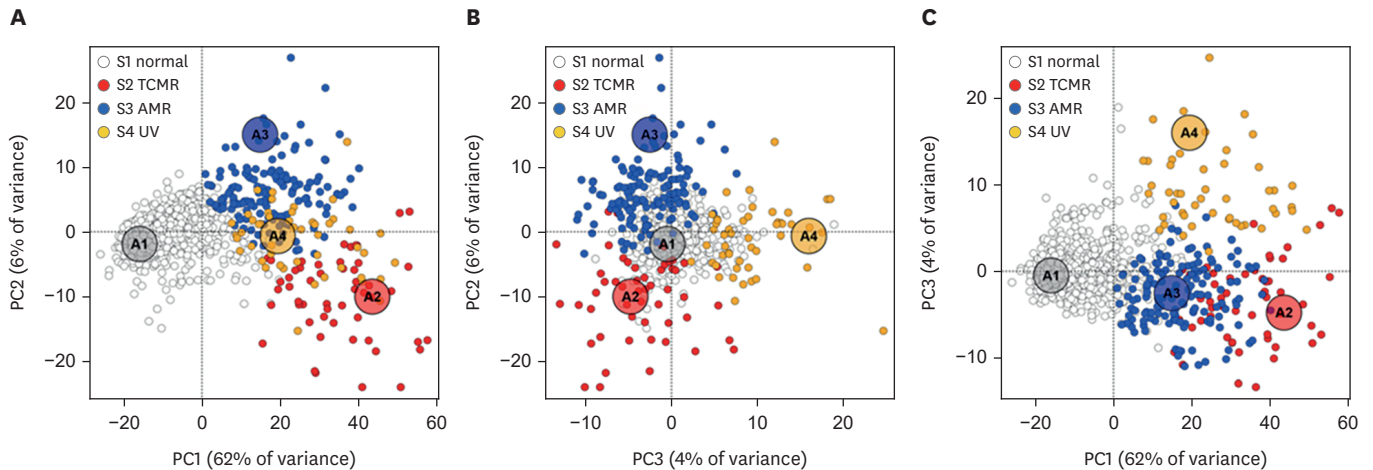 A
S1 normal
S2 TCMR
S3 AMR
S4 UV
A3
A1
A4
A2
20
10
0
−10
−20
PC2 (6% of variance)
−20
0
20
40
60
PC1 (62% of variance)
B
S1 normal
S2 TCMR
S3 AMR
S4 UV
A3
A1
A4
A2
20
10
0
−10
−20
PC2 (6% of variance)
−10
0
10
20
PC3 (4% of variance)
C
S1 normal
S2 TCMR
S3 AMR
S4 UV
A4
A1
A3
A2
20
10
0
−10
PC3 (4% of variance)
−20
0
20
40
60
PC1 (62% of variance)